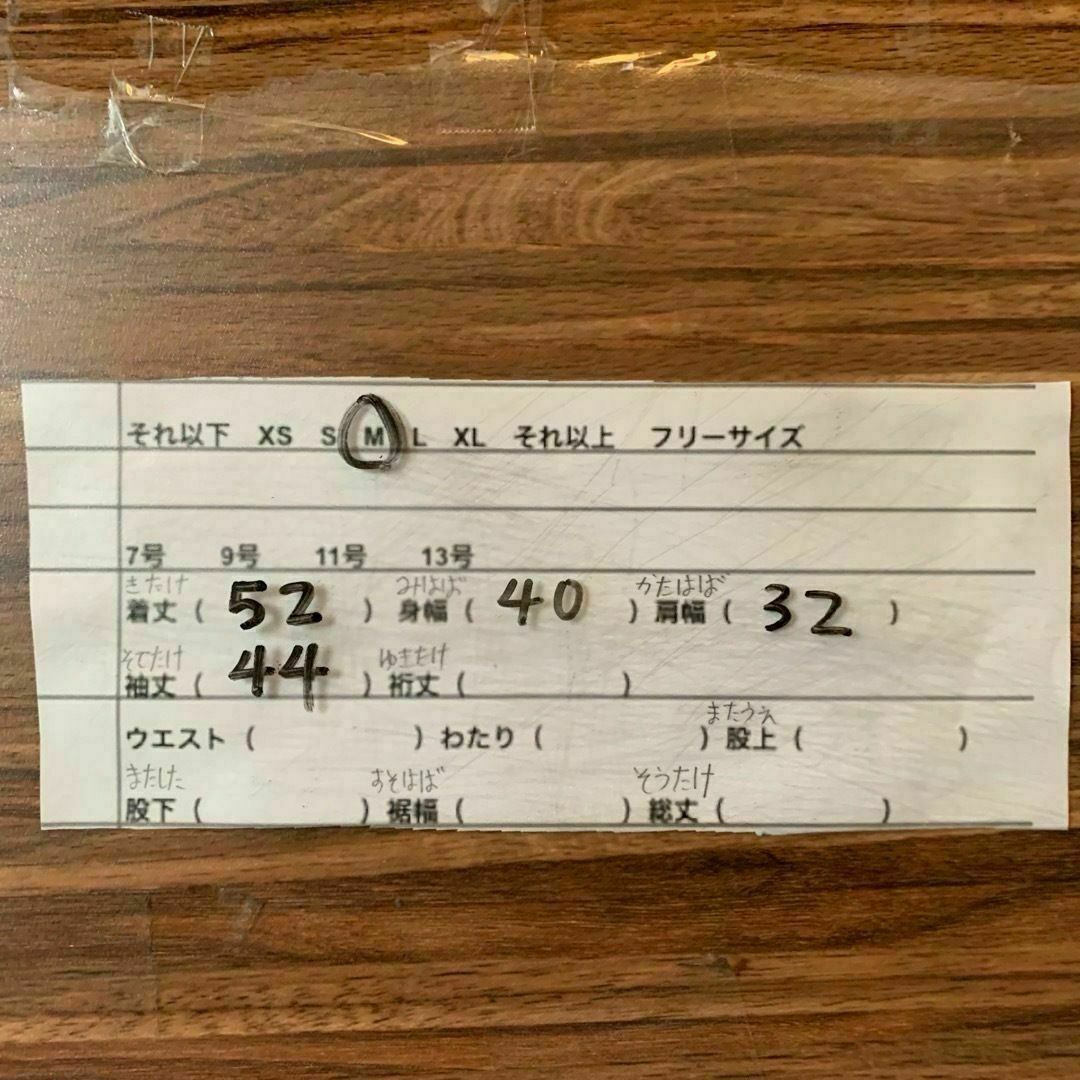 それ以下 XS S M L XL それ以上 フリーサイズ
7号 9号 11号 13号
きたけ みはば かたはば
着丈 ( 52 ) 身幅 ( 40 ) 肩幅 ( 32 )
そでたけ ゆきたけ
袖丈 ( 44 ) 裄丈 ( )
またうえ
ウエスト ( ) わたり ( ) 股上 ( )
またした すそはば そうたけ
股下 ( ) 裾幅 ( ) 総丈 ( )